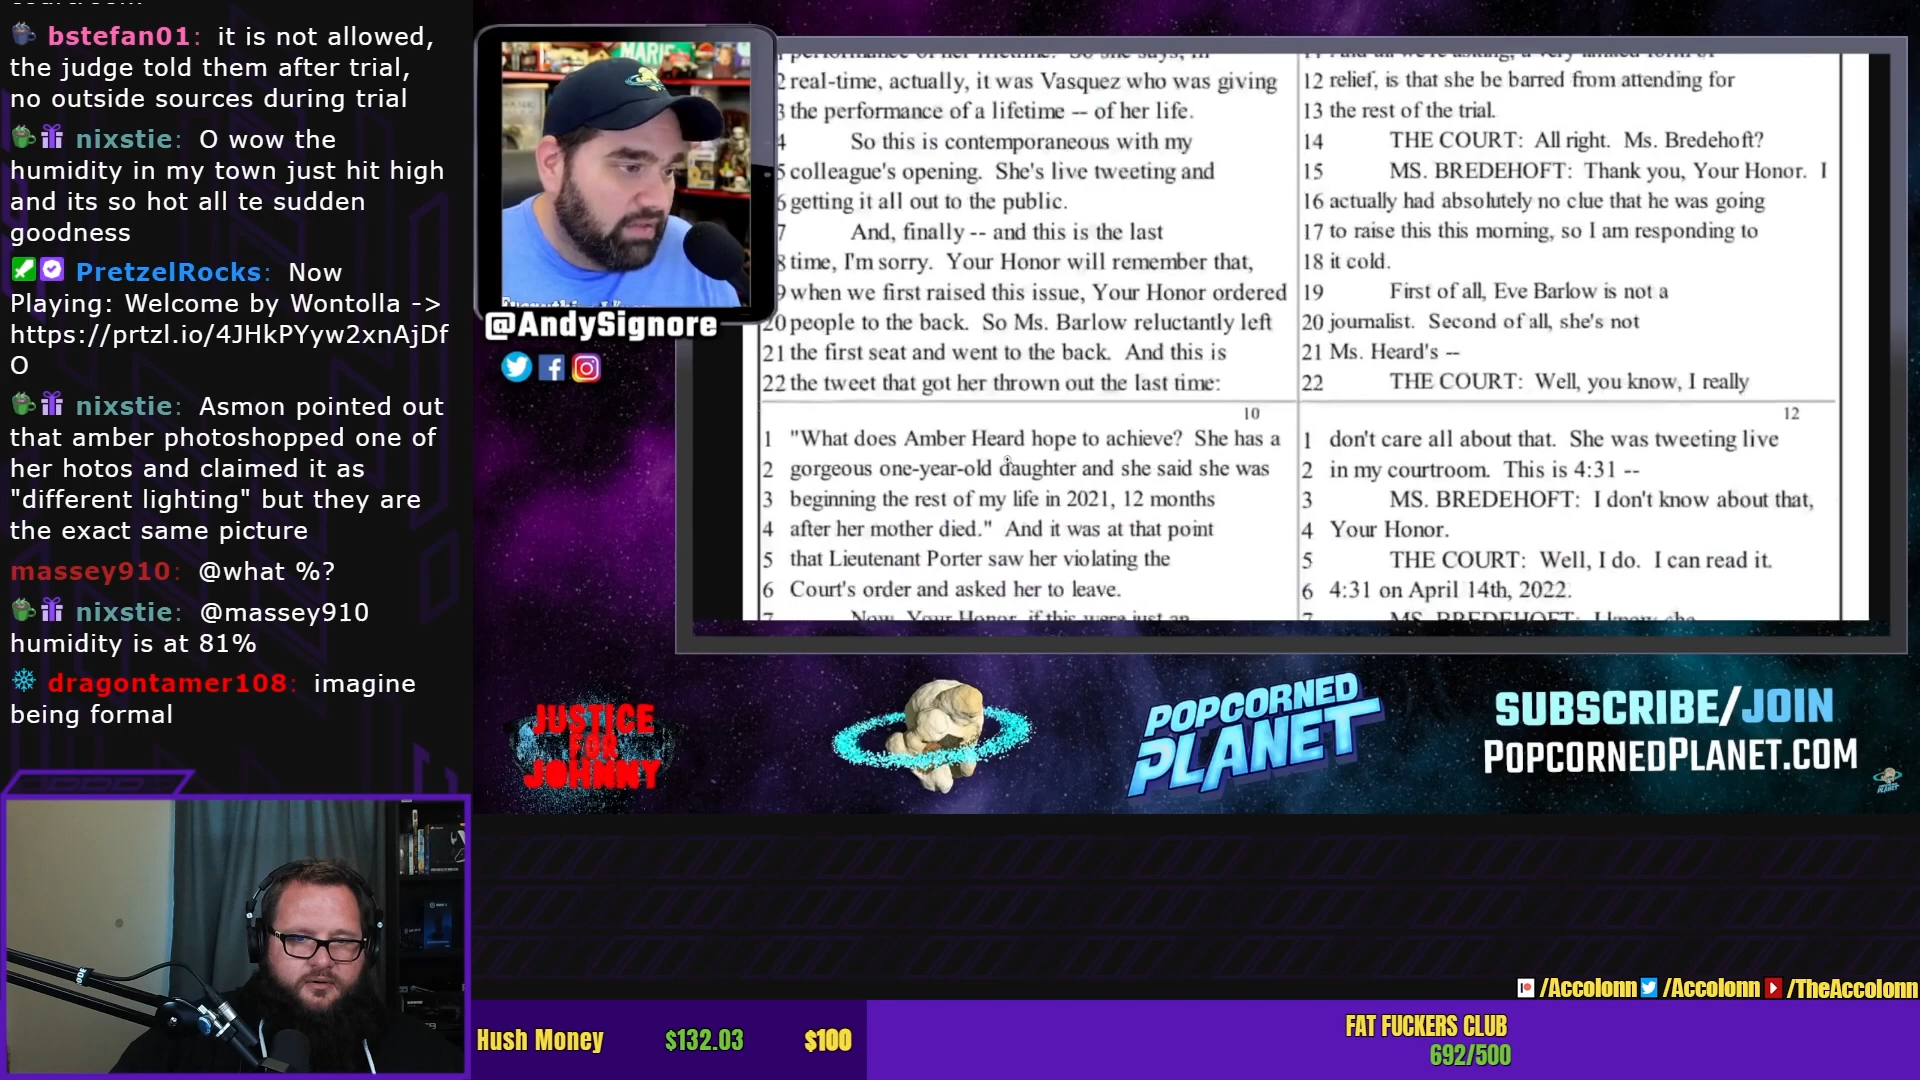 bstefan01: it is not allowed,
the judge told them after trial,
no outside sources during trial
nixstie: O wow the
humidity in my town just hit high
and its so hot all te sudden
goodness
PretzelRocks: Now
Playing: Welcome by Wontolla ->
https://prtzl.io/4JHkPYyw2xnAjDf
O
nixstie: Asmon pointed out
that amber photoshopped one of
her hotos and claimed it as
"different lighting" but they are
the exact same picture
massey910: @what %?
nixstie: @massey910
humidity is at 81%
dragontamer108: imagine
being formal
@AndySignore
2 real-time, actually, it was Vasquez who was giving
3 the performance of a lifetime -- of her life.
4 So this is contemporaneous with my
5 colleague's opening. She's live tweeting and
6 getting it all out to the public.
7 And, finally -- and this is the last
8 time, I'm sorry. Your Honor will remember that,
9 when we first raised this issue, Your Honor ordered
20 people to the back. So Ms. Barlow reluctantly left
21 the first seat and went to the back. And this is
22 the tweet that got her thrown out the last time:
10
1 "What does Amber Heard hope to achieve? She has a
2 gorgeous one-year-old daughter and she said she was
3 beginning the rest of my life in 2021, 12 months
4 after her mother died." And it was at that point
5 that Lieutenant Porter saw her violating the
6 Court's order and asked her to leave.
7 Now, Your Honor, if this were just an
12 relief, is that she be barred from attending for
13 the rest of the trial.
14 THE COURT: All right. Ms. Bredehoft?
15 MS. BREDEHOFT: Thank you, Your Honor. I
16 actually had absolutely no clue that he was going
17 to raise this this morning, so I am responding to
18 it cold.
19 First of all, Eve Barlow is not a
20 journalist. Second of all, she's not
21 Ms. Heard's --
22 THE COURT: Well, you know, I really
12
1 don't care all about that. She was tweeting live
2 in my courtroom. This is 4:31 --
3 MS. BREDEHOFT: I don't know about that,
4 Your Honor.
5 THE COURT: Well, I do. I can read it.
6 4:31 on April 14th, 2022.
7 MS. BREDEHOFT: I know she
JUSTICE
FOR
JOHNNY
POPCORNED
PLANET
SUBSCRIBE/JOIN
POPCORNEDPLANET.COM
/Accolonn /Accolonn /TheAccolonn
Hush Money $132.03 $100
FAT FUCKERS CLUB
692/500